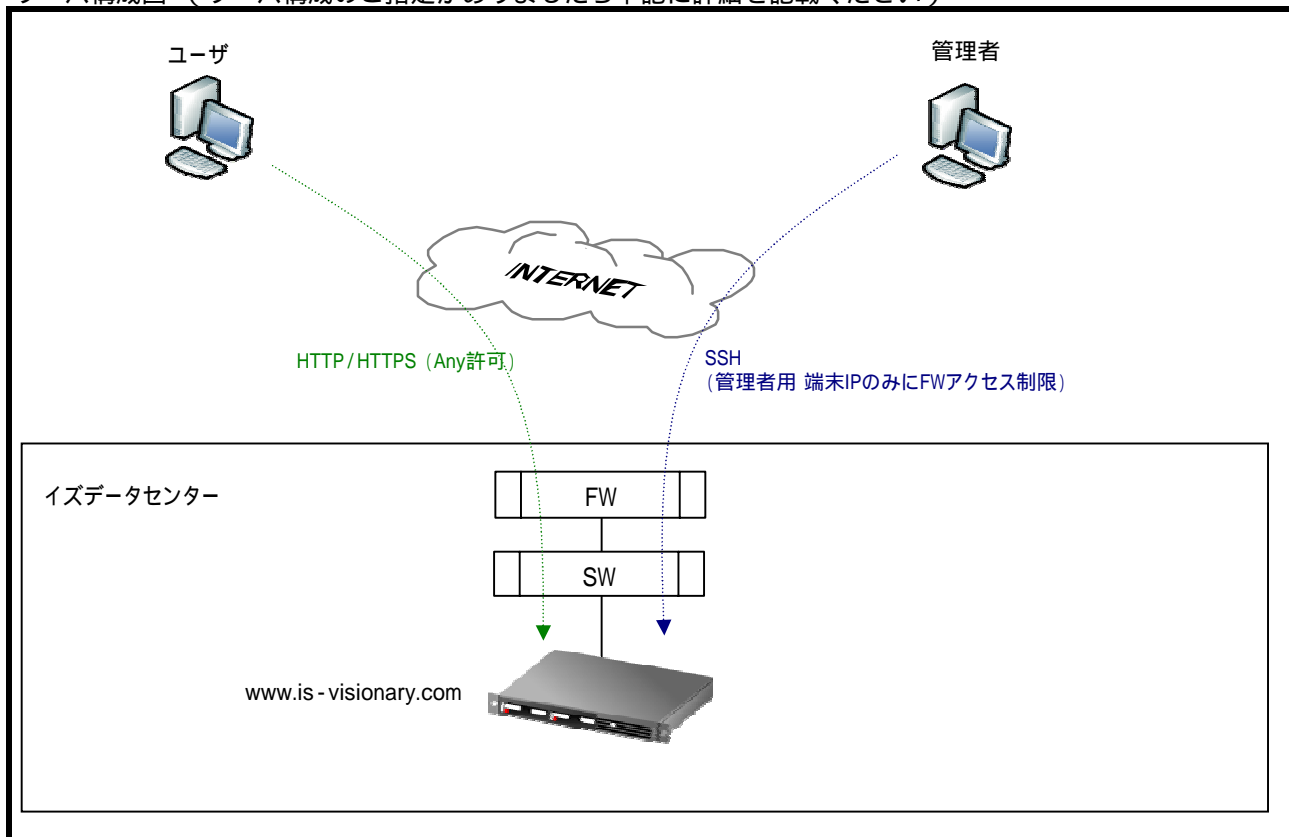 ユーザ
管理者
INTERNET
HTTP/HTTPS (Any許可)
SSH
(管理者用 端末IPのみにFWアクセス制限)
イズデータセンター
FW
SW
www.is-visionary.com